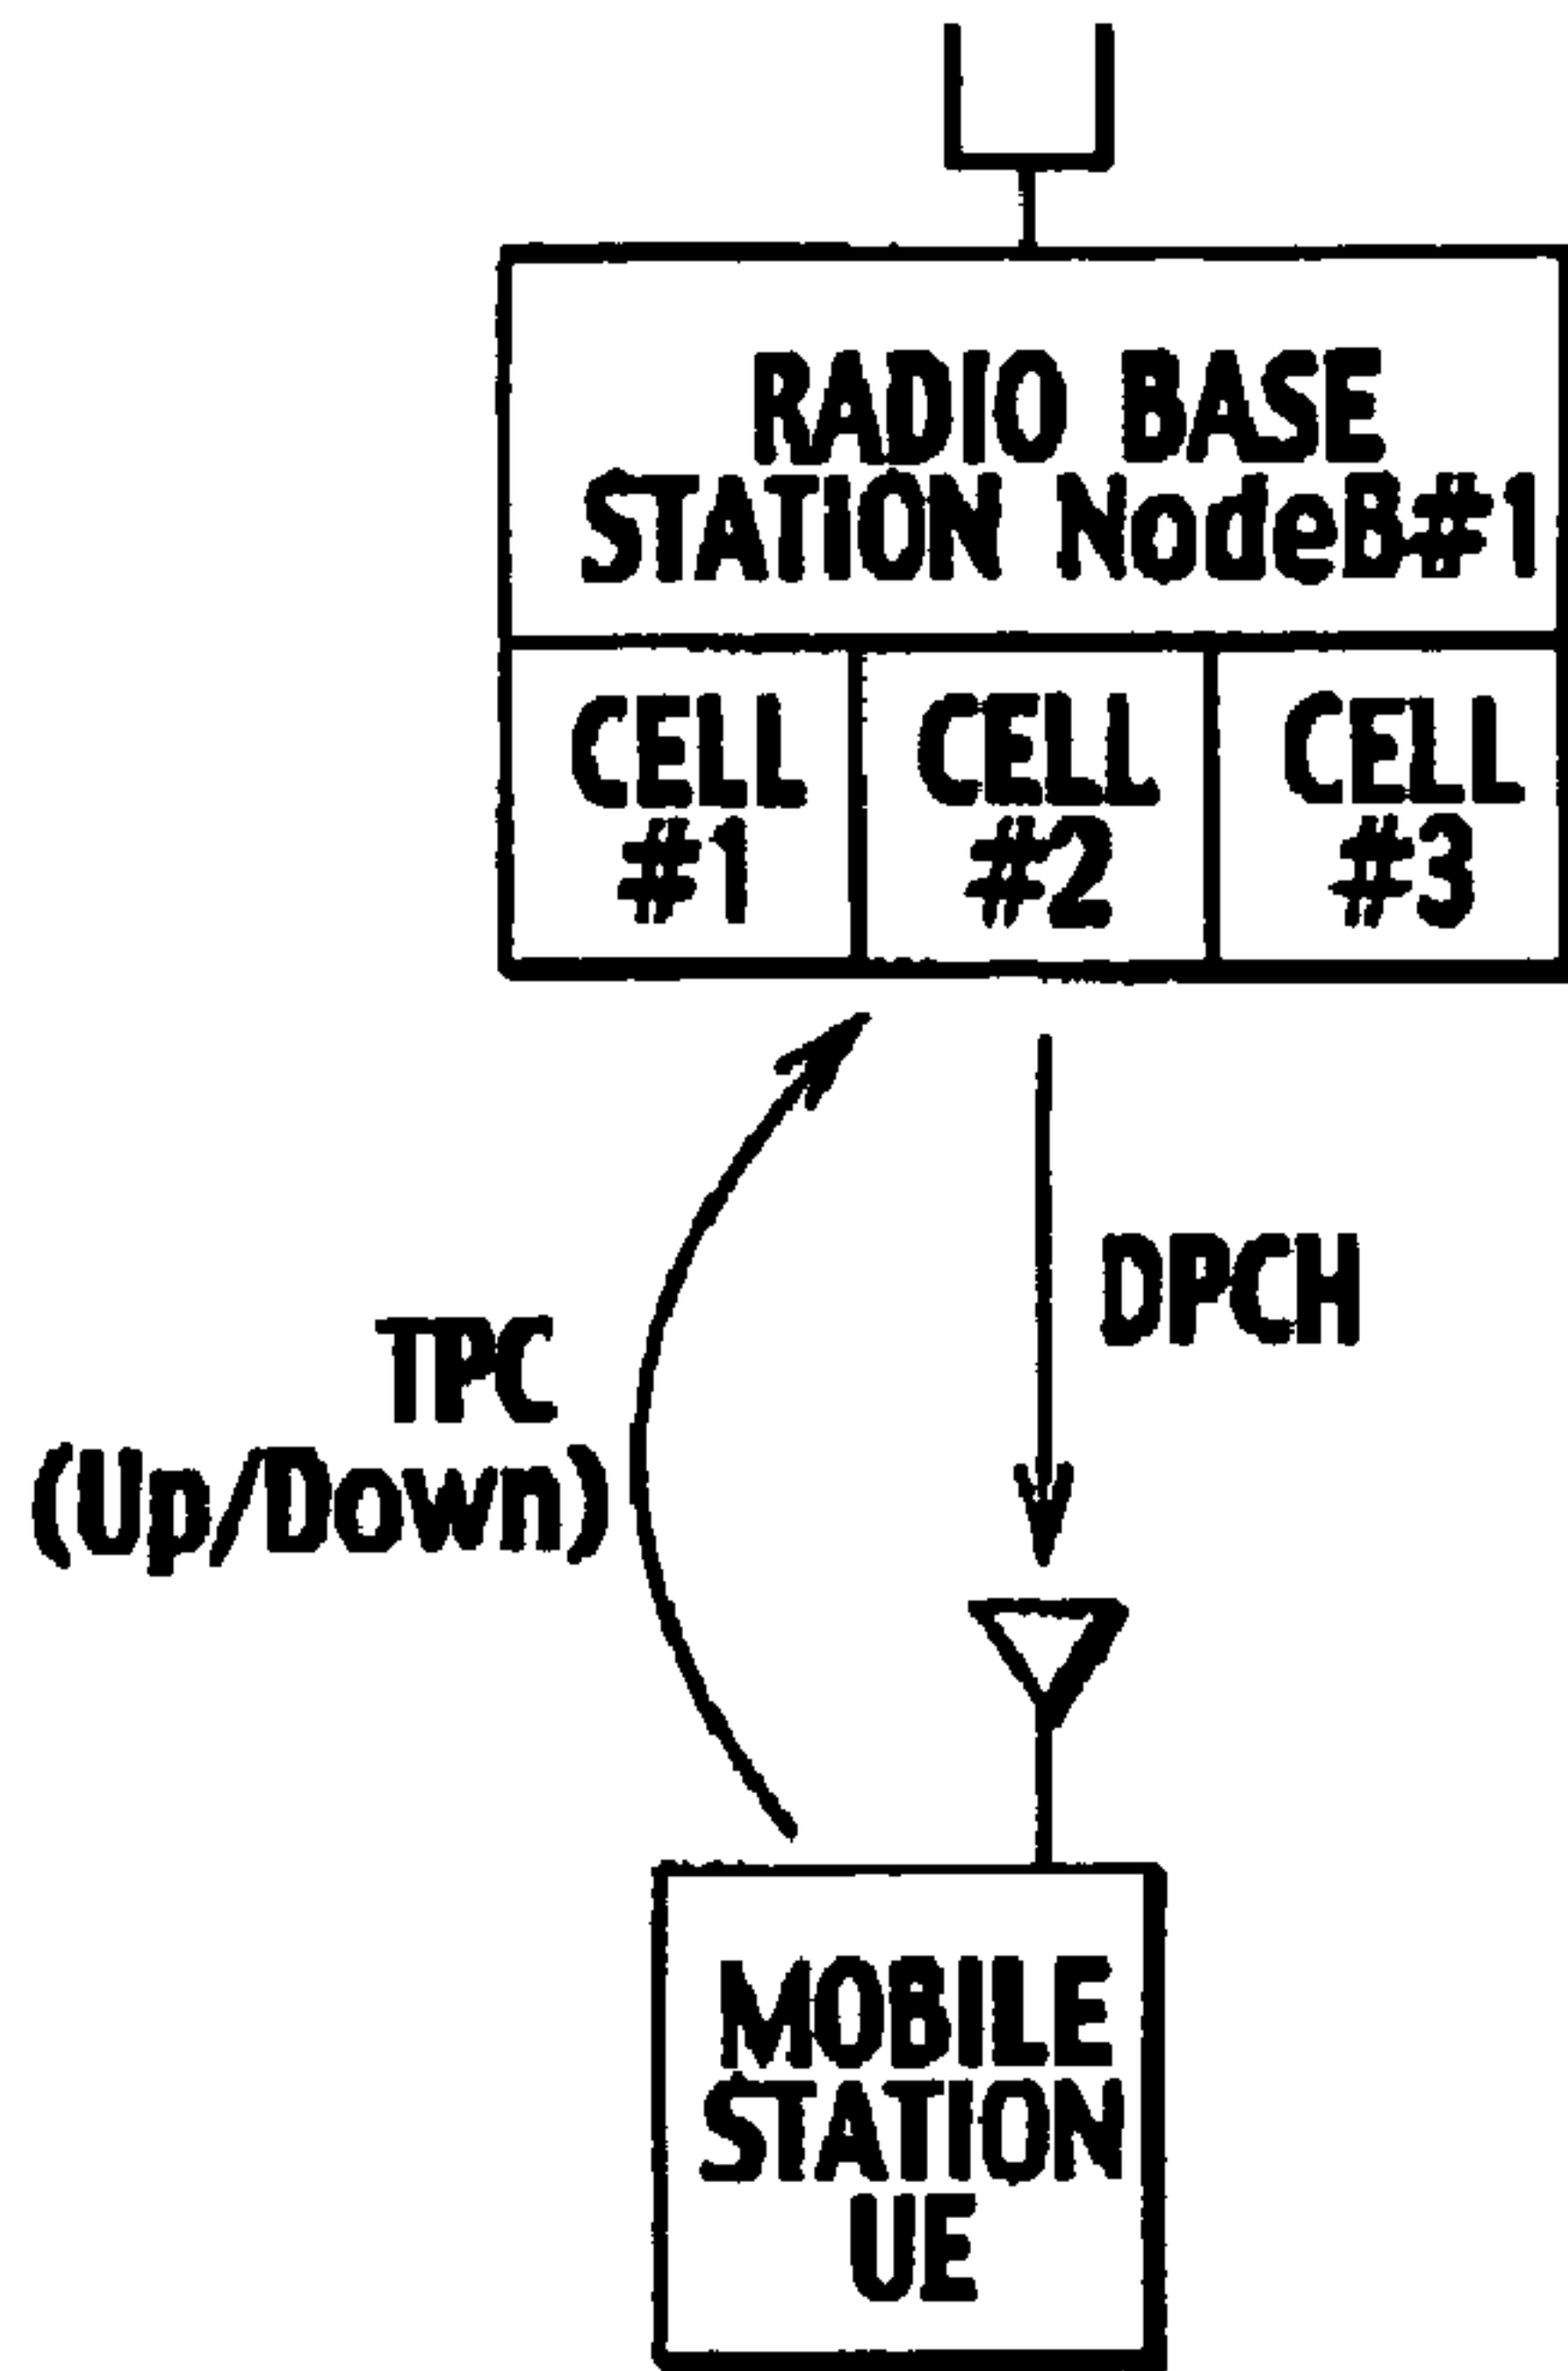 RADIO BASE
STATION NodeB#1
CELL
#1
CELL
#2
CELL
#3
DPCH
TPC
(Up/Down)
MOBILE
STATION
UE